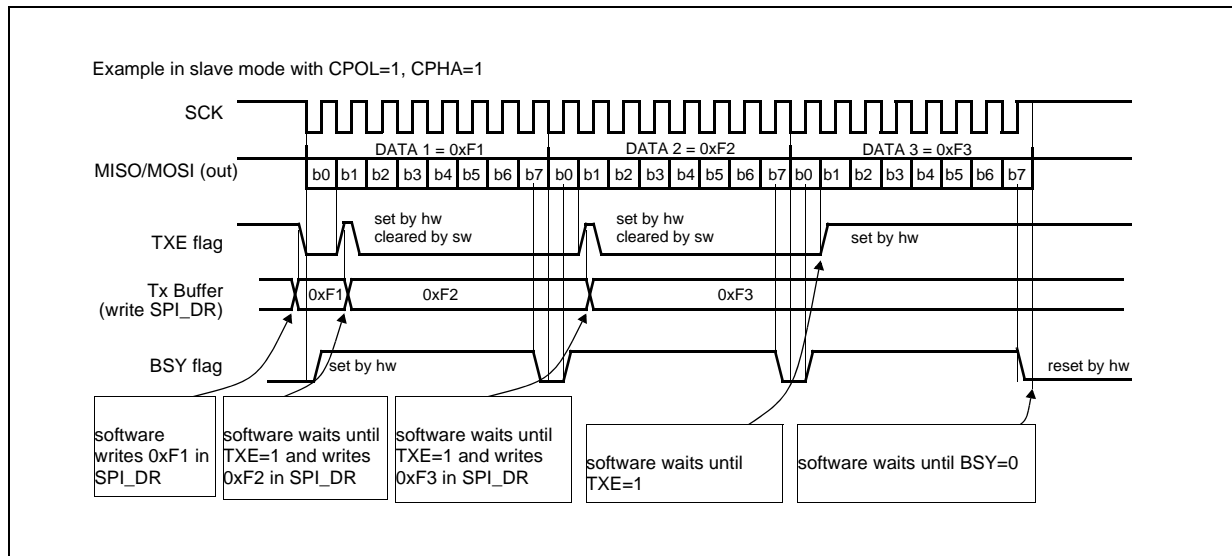 Example in slave mode with CPOL=1, CPHA=1
SCK
DATA 1 = 0xF1 DATA 2 = 0xF2 DATA 3 = 0xF3
MISO/MOSI (out)
b0 b1 b2 b3 b4 b5 b6 b7 b0 b1 b2 b3 b4 b5 b6 b7 b0 b1 b2 b3 b4 b5 b6 b7
TXE flag
set by hw
cleared by sw
set by hw
cleared by sw
set by hw
Tx Buffer
(write SPI_DR)
0xF1 0xF2 0xF3
BSY flag
set by hw
reset by hw
software
writes 0xF1 in
SPI_DR
software waits until
TXE=1 and writes
0xF2 in SPI_DR
software waits until
TXE=1 and writes
0xF3 in SPI_DR
software waits until
TXE=1
software waits until BSY=0